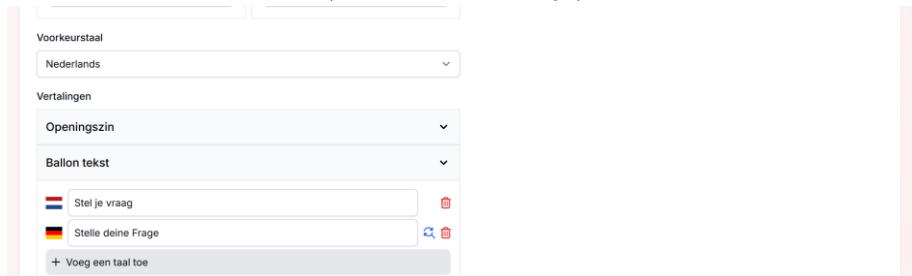 Voorkeurstaal
Nederlands
Vertalingen
Openingszin
Ballon tekst
Stel je vraag
Stelle deine Frage
+ Voeg een taal toe